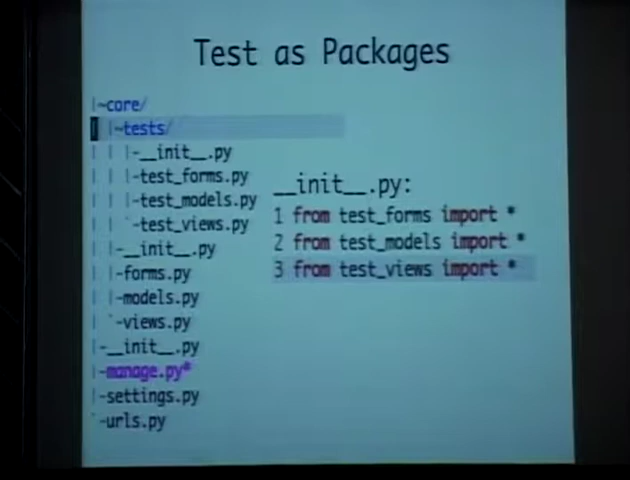 Test as Packages
|~core/
| |~tests/
| | |-__init__.py
| | |-test_forms.py
| | |-test_models.py
| | `-test_views.py
| |-__init__.py
| |-forms.py
| |-models.py
| `-views.py
|-__init__.py
|-manage.py*
|-settings.py
`-urls.py
__init__.py:
1 from test_forms import *
2 from test_models import *
3 from test_views import *